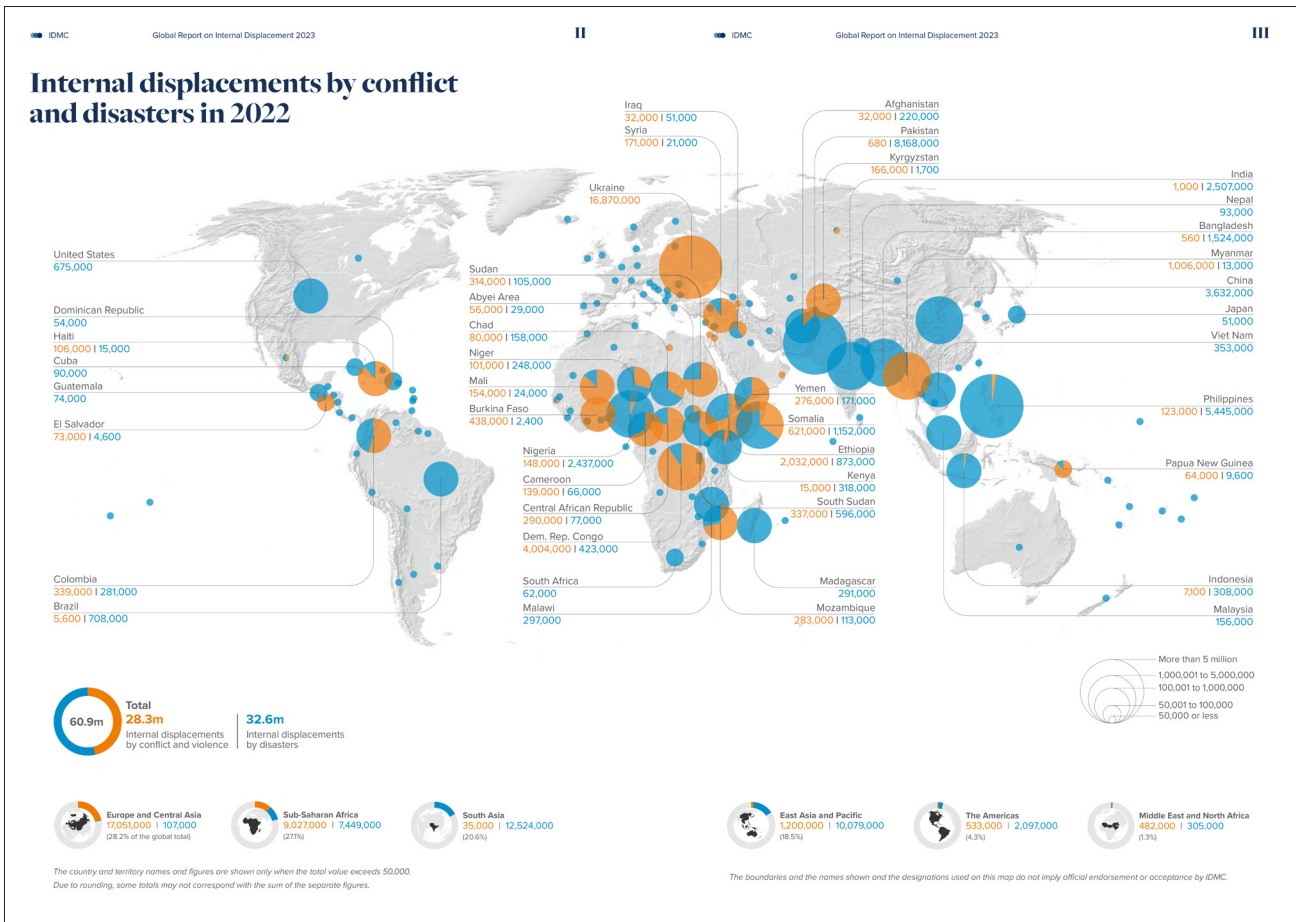 IDMC
Global Report on Internal Displacement 2023
II
IDMC
Global Report on Internal Displacement 2023
III
Internal displacements by conflict
and disasters in 2022
Iraq
32,000 | 51,000
Syria
171,000 | 21,000
Afghanistan
32,000 | 220,000
Pakistan
680 | 8,168,000
Kyrgyzstan
166,000 | 1,700
India
1,000 | 2,507,000
Nepal
93,000
Bangladesh
560 | 1,524,000
Myanmar
1,006,000 | 13,000
China
3,632,000
Japan
51,000
Viet Nam
353,000
Philippines
123,000 | 5,445,000
Papua New Guinea
64,000 | 9,600
Indonesia
7,100 | 308,000
Malaysia
156,000
Ukraine
16,870,000
United States
675,000
Dominican Republic
54,000
Haiti
106,000 | 15,000
Cuba
90,000
Guatemala
74,000
El Salvador
73,000 | 4,600
Colombia
339,000 | 281,000
Brazil
5,600 | 708,000
Sudan
314,000 | 105,000
Abyei Area
56,000 | 29,000
Chad
80,000 | 158,000
Niger
101,000 | 248,000
Mali
154,000 | 24,000
Burkina Faso
438,000 | 2,400
Nigeria
148,000 | 2,437,000
Cameroon
139,000 | 66,000
Central African Republic
290,000 | 77,000
Dem. Rep. Congo
4,004,000 | 423,000
South Africa
62,000
Malawi
297,000
Yemen
276,000 | 171,000
Somalia
621,000 | 1,152,000
Ethiopia
2,032,000 | 873,000
Kenya
15,000 | 318,000
South Sudan
337,000 | 596,000
Madagascar
291,000
Mozambique
283,000 | 113,000
More than 5 million
1,000,001 to 5,000,000
100,001 to 1,000,000
50,001 to 100,000
50,000 or less
60.9m
Total
28.3m
Internal displacements
by conflict and violence
32.6m
Internal displacements
by disasters
Europe and Central Asia
17,051,000 | 107,000
(28.2% of the global total)
Sub-Saharan Africa
9,027,000 | 7,449,000
(27.1%)
South Asia
35,000 | 12,524,000
(20.6%)
East Asia and Pacific
1,200,000 | 10,079,000
(18.5%)
The Americas
533,000 | 2,097,000
(4.3%)
Middle East and North Africa
482,000 | 305,000
(1.3%)
The country and territory names and figures are shown only when the total value exceeds 50,000.
Due to rounding, some totals may not correspond with the sum of the separate figures.
The boundaries and the names shown and the designations used on this map do not imply official endorsement or acceptance by IDMC.